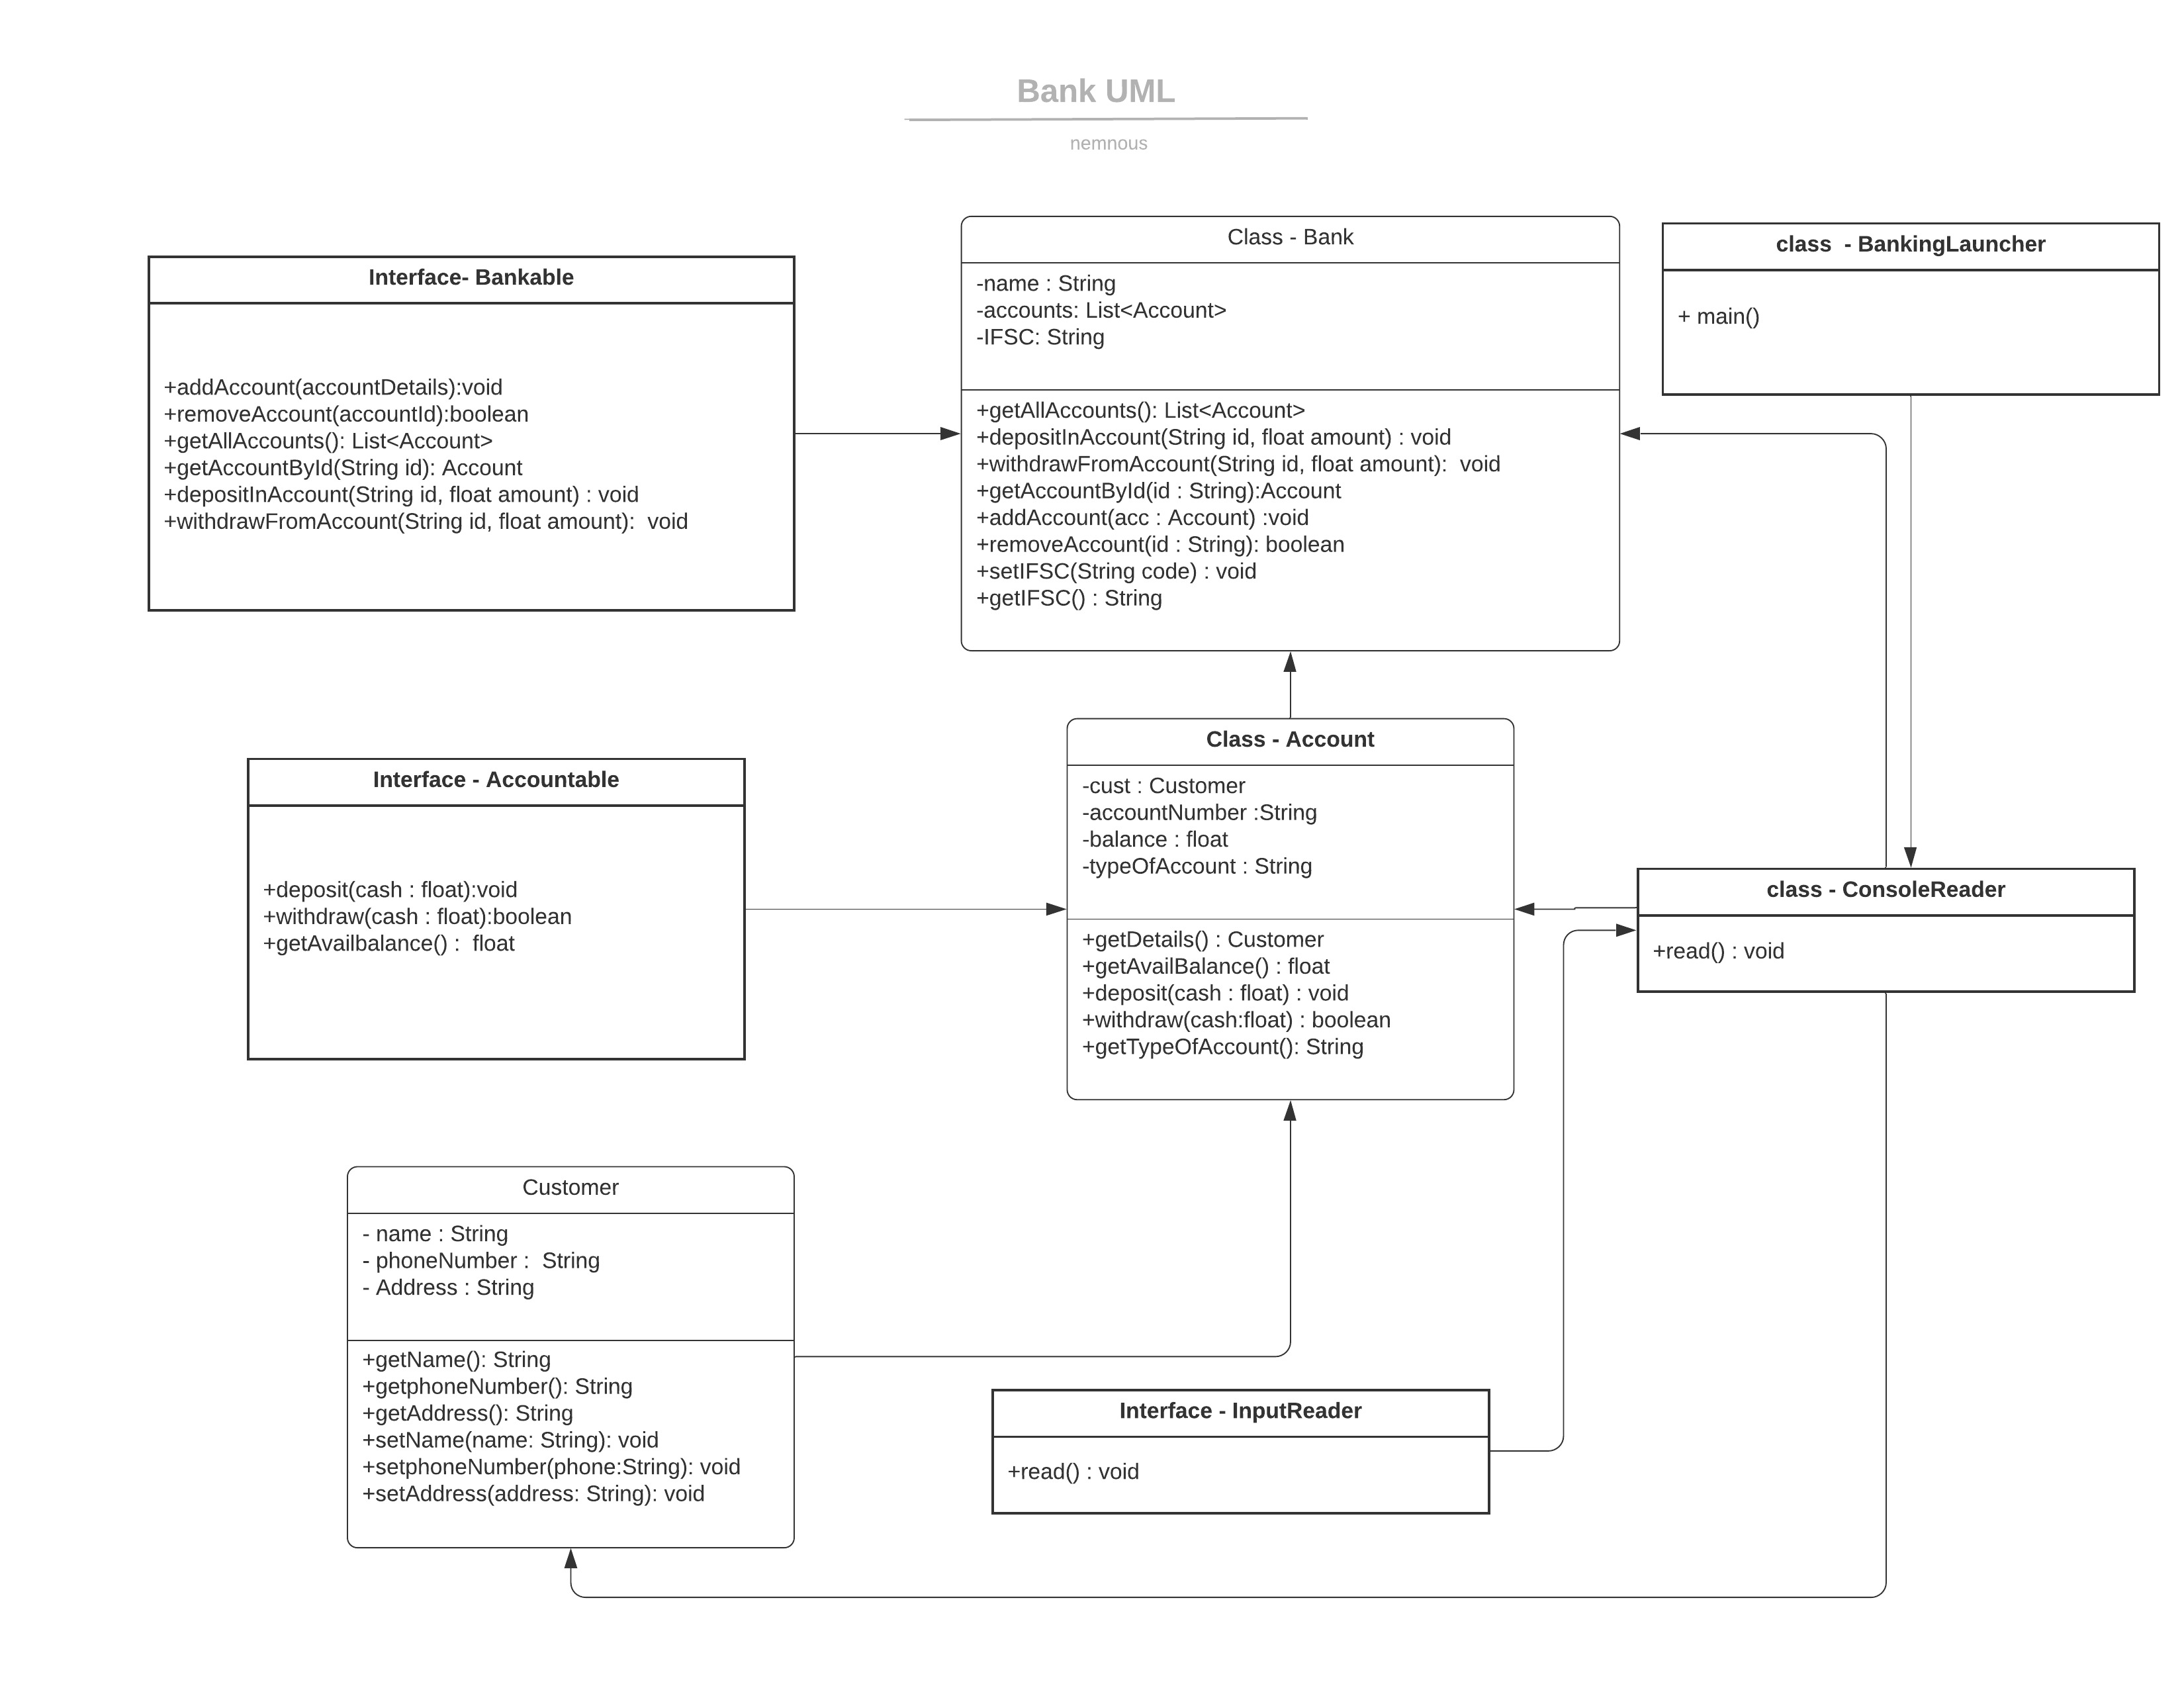 Bank UML
nemnous
Interface- Bankable
+addAccount(accountDetails):void
+removeAccount(accountId):boolean
+getAllAccounts(): List<Account>
+getAccountById(String id): Account
+depositInAccount(String id, float amount) : void
+withdrawFromAccount(String id, float amount):  void
Class - Bank
-name : String
-accounts: List<Account>
-IFSC: String
+getAllAccounts(): List<Account>
+depositInAccount(String id, float amount) : void
+withdrawFromAccount(String id, float amount):  void
+getAccountById(id : String):Account
+addAccount(acc : Account) :void
+removeAccount(id : String): boolean
+setIFSC(String code) : void
+getIFSC() : String
class  - BankingLauncher
+ main()
Interface - Accountable
+deposit(cash : float):void
+withdraw(cash : float):boolean
+getAvailbalance() :  float
Class - Account
-cust : Customer
-accountNumber :String
-balance : float
-typeOfAccount : String
+getDetails() : Customer
+getAvailBalance() : float
+deposit(cash : float) : void
+withdraw(cash:float) : boolean
+getTypeOfAccount(): String
class - ConsoleReader
+read() : void
Customer
- name : String
- phoneNumber :  String
- Address : String
+getName(): String
+getphoneNumber(): String
+getAddress(): String
+setName(name: String): void
+setphoneNumber(phone:String): void
+setAddress(address: String): void
Interface - InputReader
+read() : void